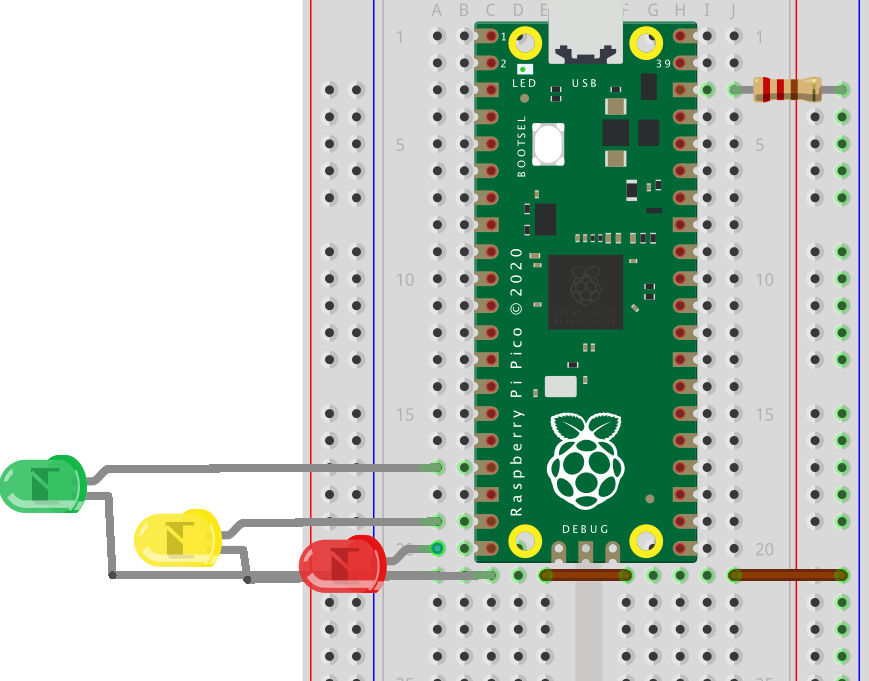 A B C D E F G H I J
1 1 1
2 39
LED USB
BOOTSEL
5 5
10 10
Raspberry Pi Pico ©2020
15 15
DEBUG
20 20